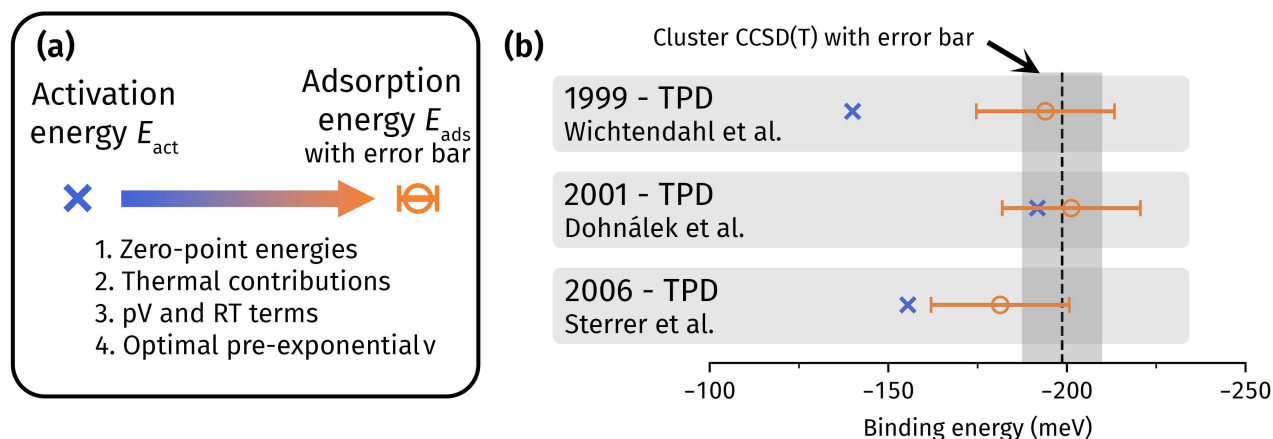 (a)
Activation
energy E_act
Adsorption
energy E_ads
with error bar
1. Zero-point energies
2. Thermal contributions
3. pV and RT terms
4. Optimal pre-exponential ν
(b)
Cluster CCSD(T) with error bar
1999 - TPD
Wichtendahl et al.
2001 - TPD
Dohnálek et al.
2006 - TPD
Sterrer et al.
−100
−150
−200
−250
Binding energy (meV)